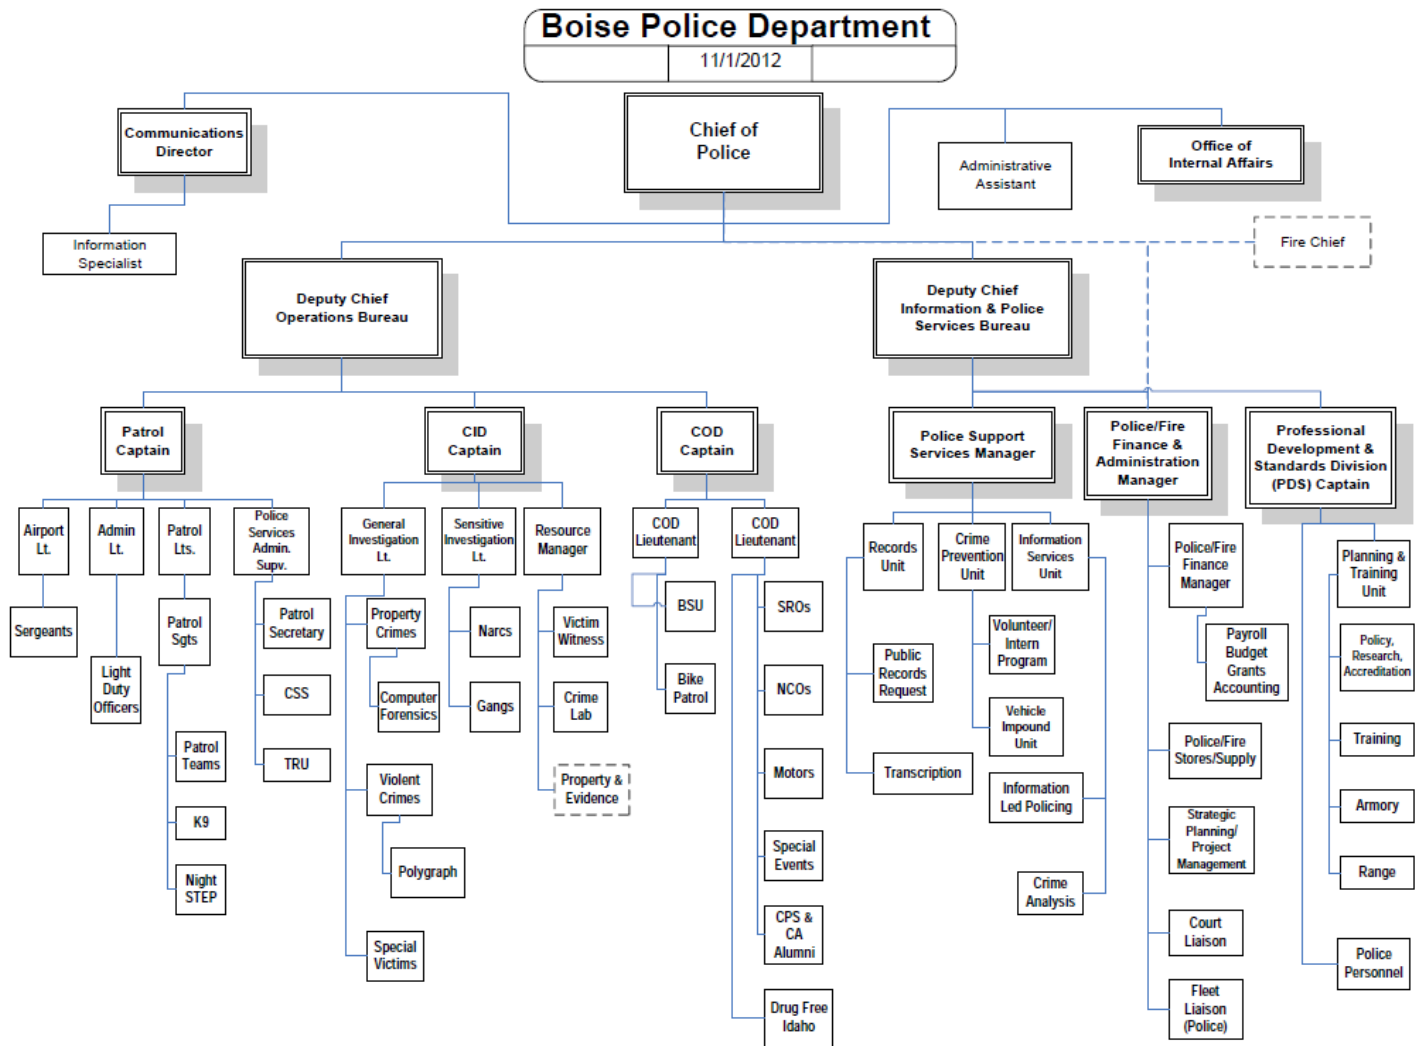 Boise Police Department
11/1/2012
Communications
Director
Chief of
Police
Administrative
Assistant
Office of
Internal Affairs
Information
Specialist
Fire Chief
Deputy Chief
Operations Bureau
Deputy Chief
Information & Police
Services Bureau
Patrol
Captain
CID
Captain
COD
Captain
Police Support
Services Manager
Police/Fire
Finance &
Administration
Manager
Professional
Development &
Standards Division
(PDS) Captain
Airport
Lt.
Admin
Lt.
Patrol
Lts.
Police
Services
Admin.
Supv.
General
Investigation
Lt.
Sensitive
Investigation
Lt.
Resource
Manager
COD
Lieutenant
COD
Lieutenant
Records
Unit
Crime
Prevention
Unit
Information
Services
Unit
Police/Fire
Finance
Manager
Planning &
Training
Unit
Sergeants
Light
Duty
Officers
Patrol
Sgts
Patrol
Teams
K9
Night
STEP
Patrol
Secretary
CSS
TRU
Property
Crimes
Computer
Forensics
Violent
Crimes
Polygraph
Special
Victims
Narcs
Gangs
Victim
Witness
Crime
Lab
Property &
Evidence
BSU
Bike
Patrol
SROs
NCOs
Motors
Special
Events
CPS &
CA
Alumni
Drug Free
Idaho
Public
Records
Request
Transcription
Volunteer/
Intern
Program
Vehicle
Impound
Unit
Information
Led Policing
Crime
Analysis
Payroll
Budget
Grants
Accounting
Police/Fire
Stores/Supply
Strategic
Planning/
Project
Management
Court
Liaison
Fleet
Liaison
(Police)
Policy,
Research,
Accreditation
Training
Armory
Range
Police
Personnel